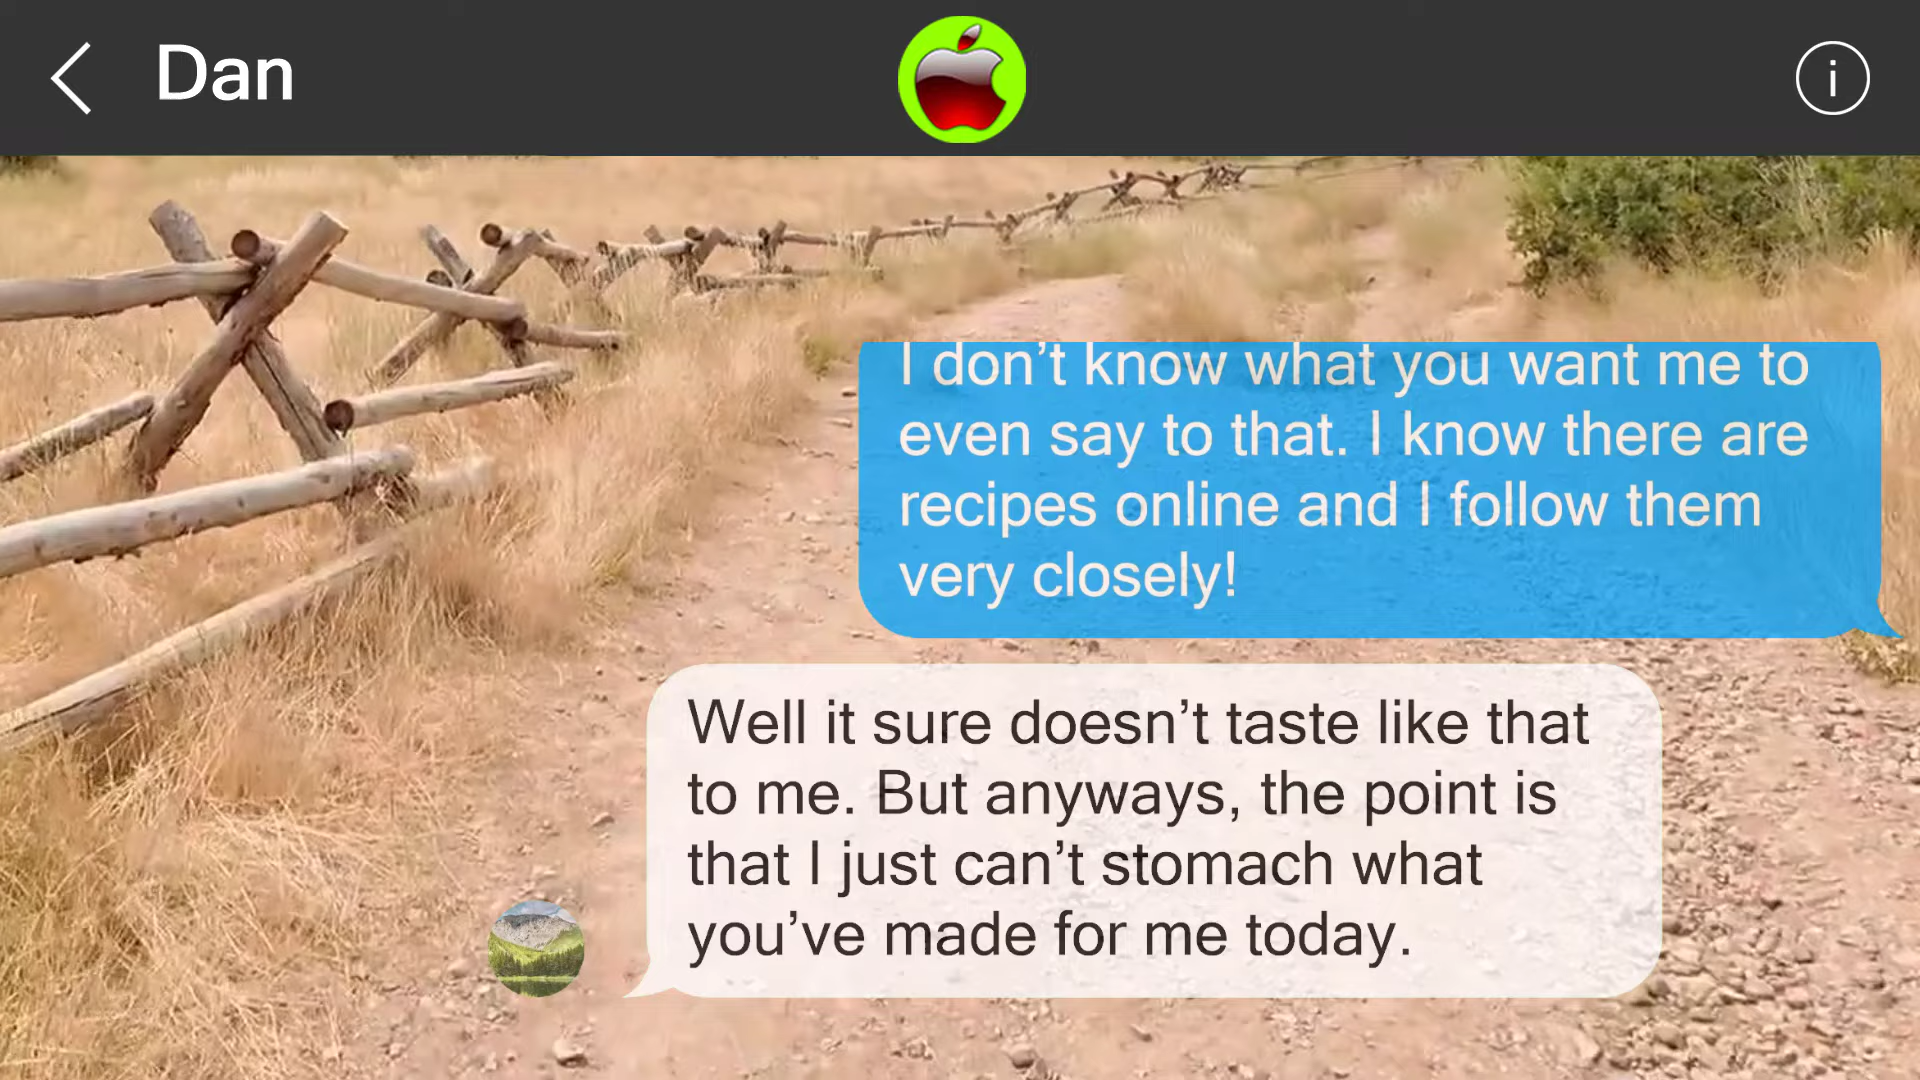 Dan
I don’t know what you want me to
even say to that. I know there are
recipes online and I follow them
very closely!
Well it sure doesn’t taste like that
to me. But anyways, the point is
that I just can’t stomach what
you’ve made for me today.